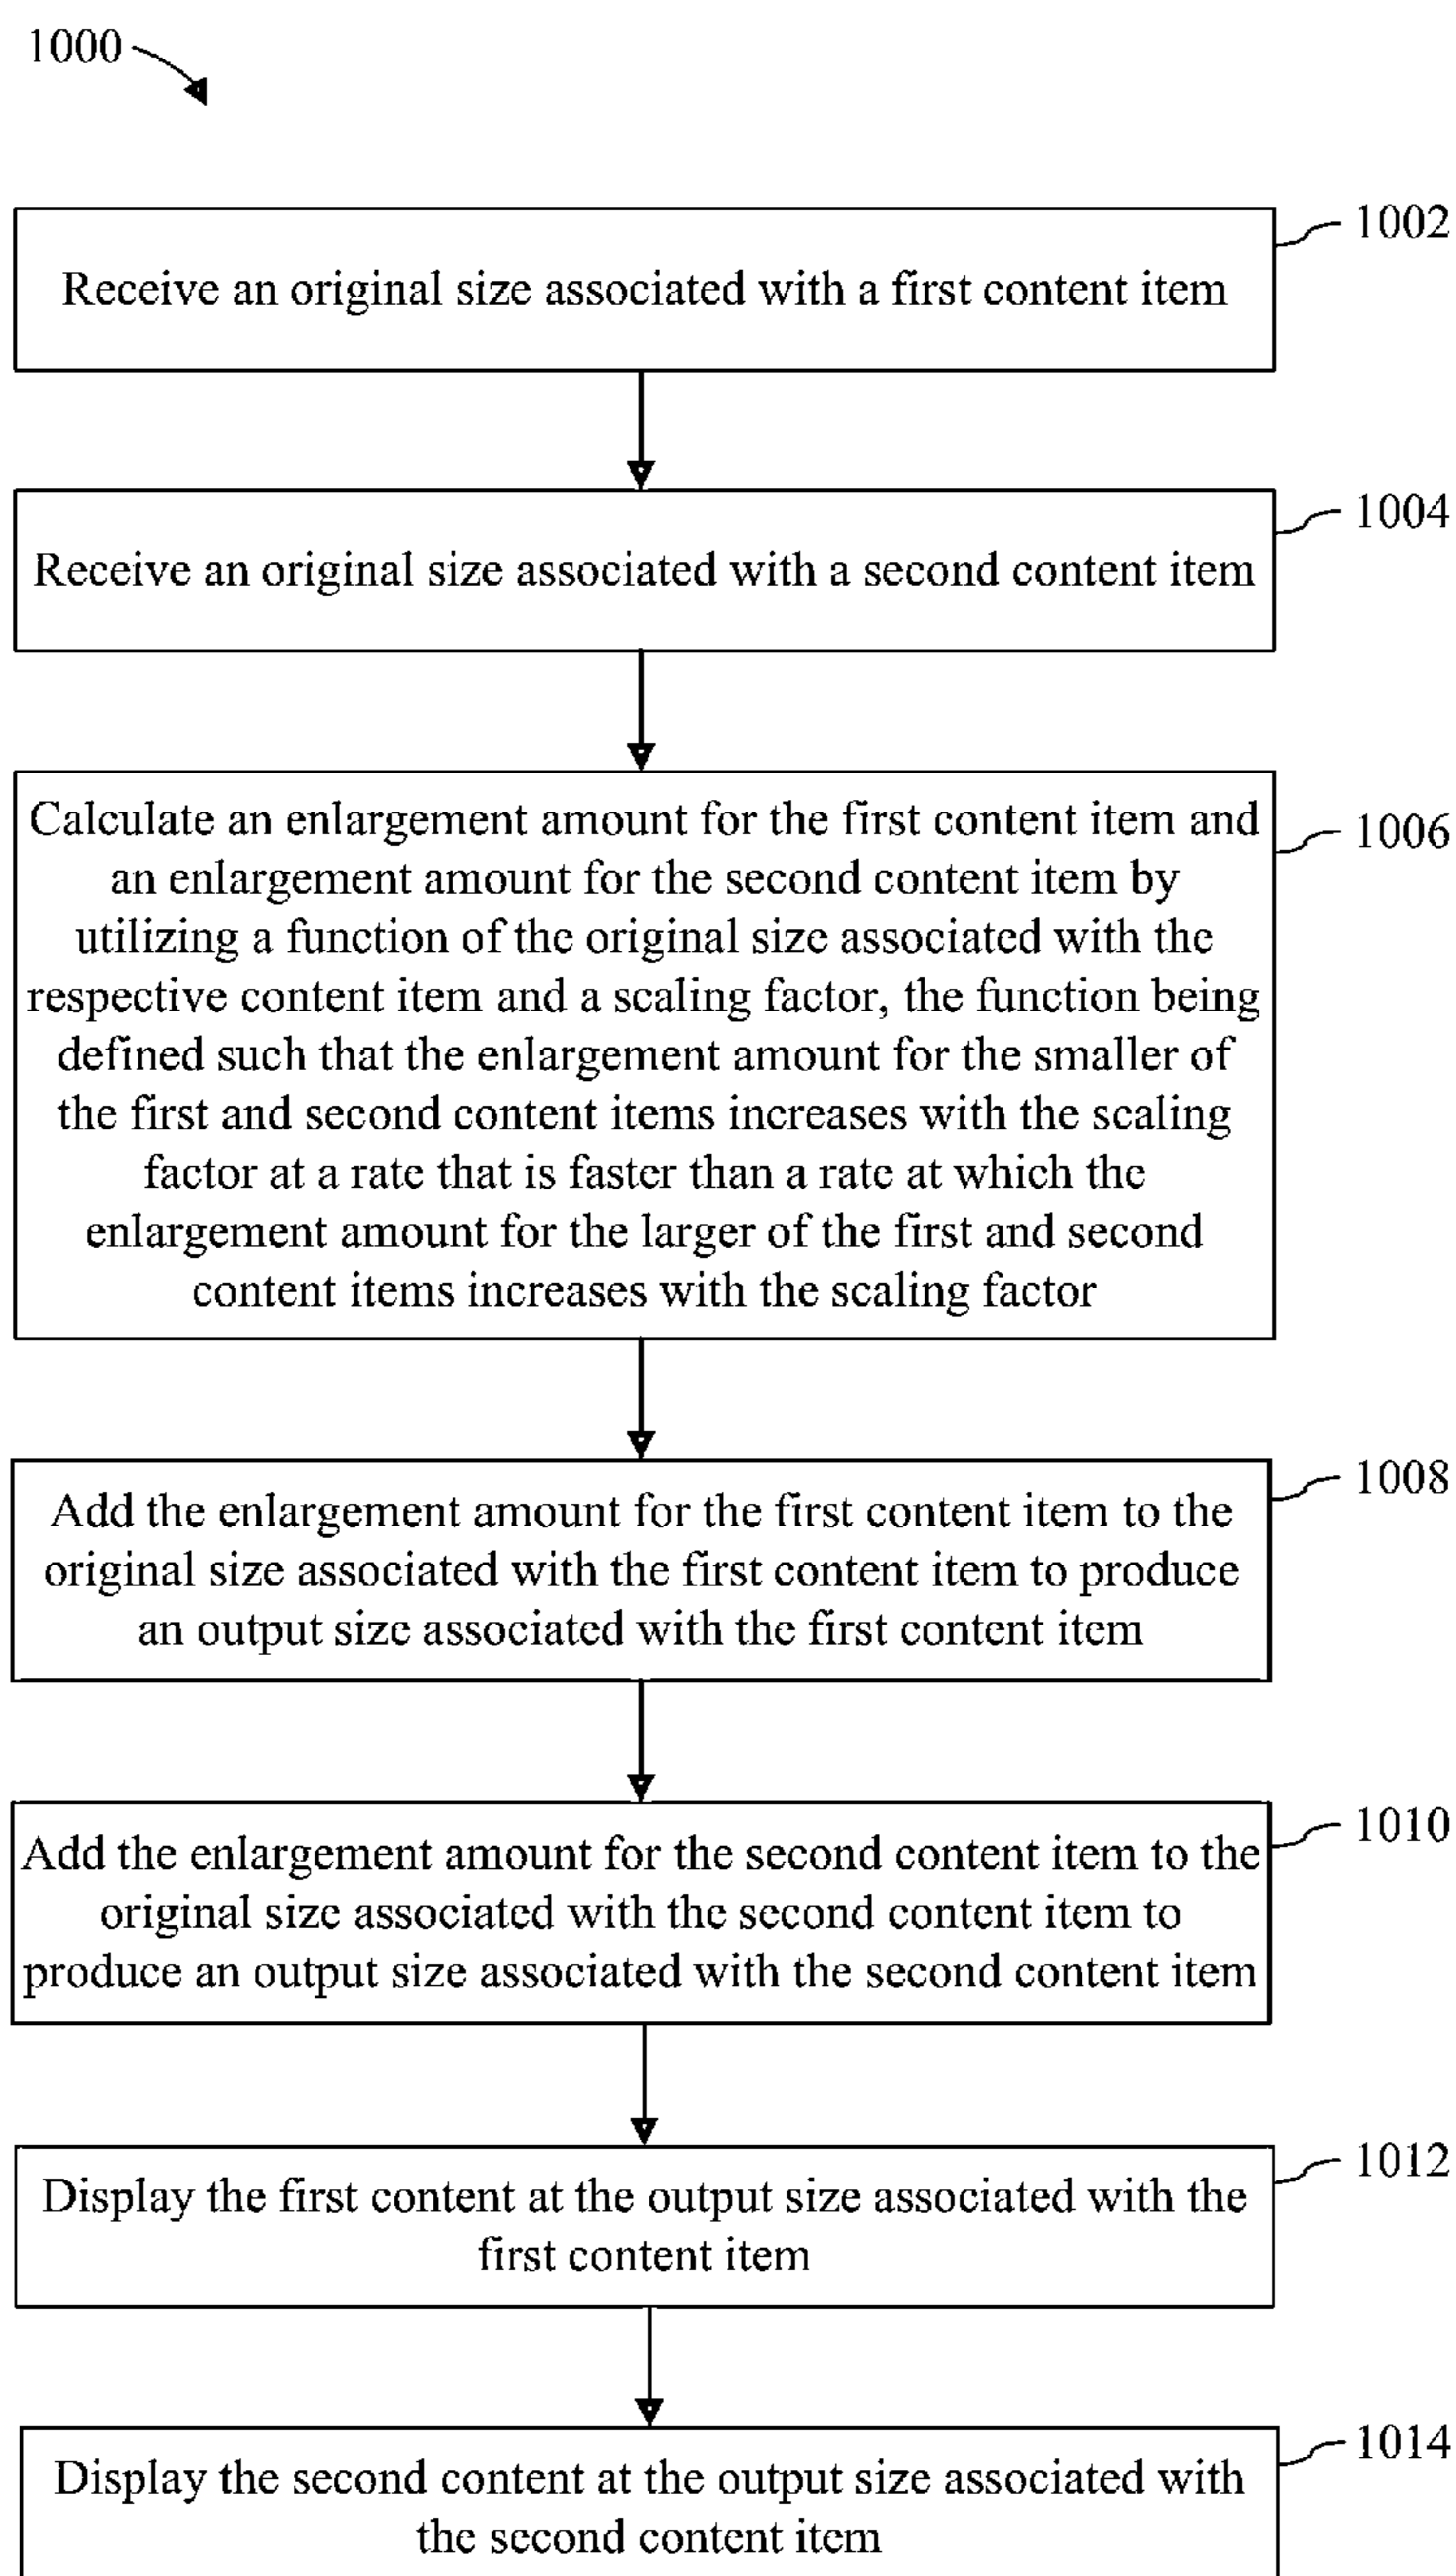 1000
1002
Receive an original size associated with a first content item
1004
Receive an original size associated with a second content item
1006
Calculate an enlargement amount for the first content item and
an enlargement amount for the second content item by
utilizing a function of the original size associated with the
respective content item and a scaling factor, the function being
defined such that the enlargement amount for the smaller of
the first and second content items increases with the scaling
factor at a rate that is faster than a rate at which the
enlargement amount for the larger of the first and second
content items increases with the scaling factor
1008
Add the enlargement amount for the first content item to the
original size associated with the first content item to produce
an output size associated with the first content item
1010
Add the enlargement amount for the second content item to the
original size associated with the second content item to
produce an output size associated with the second content item
1012
Display the first content at the output size associated with the
first content item
1014
Display the second content at the output size associated with
the second content item